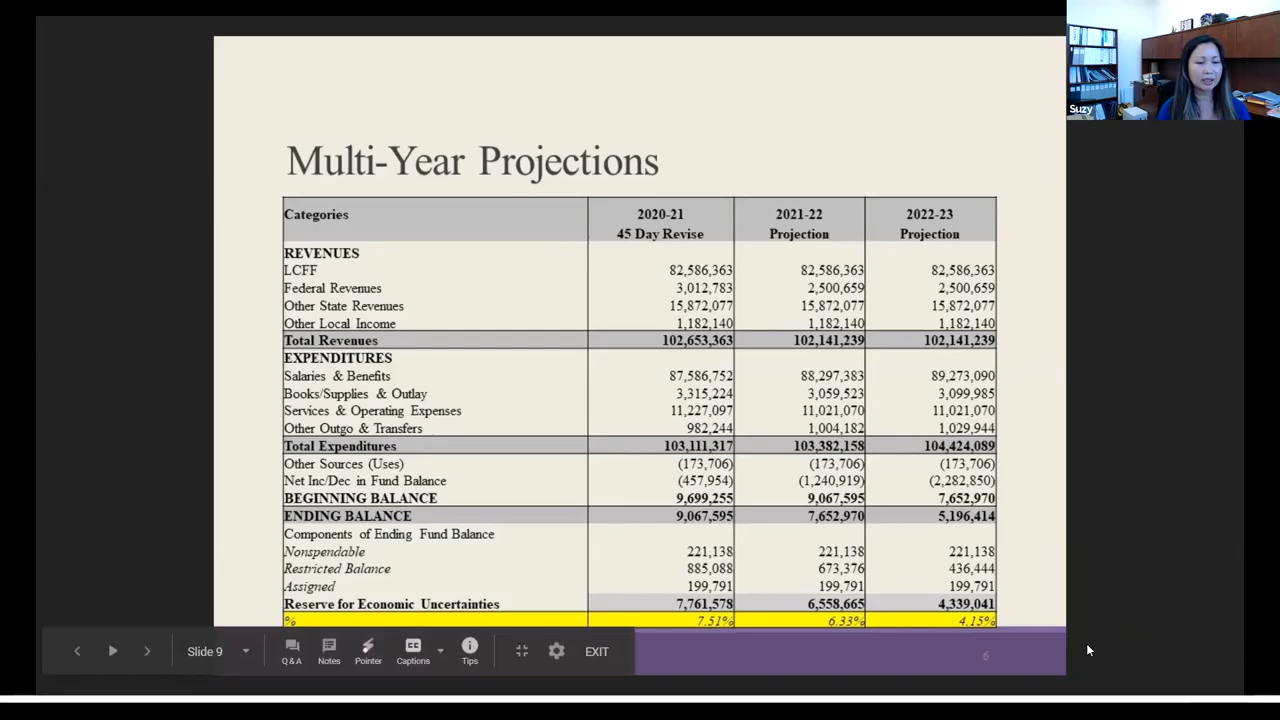 Suzy
Multi-Year Projections
Categories 2020-21 2021-22 2022-23
45 Day Revise Projection Projection
REVENUES
LCFF 82,586,363 82,586,363 82,586,363
Federal Revenues 3,012,783 2,500,659 2,500,659
Other State Revenues 15,872,077 15,872,077 15,872,077
Other Local Income 1,182,140 1,182,140 1,182,140
Total Revenues 102,653,363 102,141,239 102,141,239
EXPENDITURES
Salaries & Benefits 87,586,752 88,297,383 89,273,090
Books/Supplies & Outlay 3,315,224 3,059,523 3,099,985
Services & Operating Expenses 11,227,097 11,021,070 11,021,070
Other Outgo & Transfers 982,244 1,004,182 1,029,944
Total Expenditures 103,111,317 103,382,158 104,424,089
Other Sources (Uses) (173,706) (173,706) (173,706)
Net Inc/Dec in Fund Balance (457,954) (1,240,919) (2,282,850)
BEGINNING BALANCE 9,699,255 9,067,595 7,652,970
ENDING BALANCE 9,067,595 7,652,970 5,196,414
Components of Ending Fund Balance
Nonspendable 221,138 221,138 221,138
Restricted Balance 885,088 673,376 436,444
Assigned 199,791 199,791 199,791
Reserve for Economic Uncertainties 7,761,578 6,558,665 4,339,041
% 7.51% 6.33% 4.15%
Slide 9 Q & A Notes Pointer Captions Tips EXIT
6